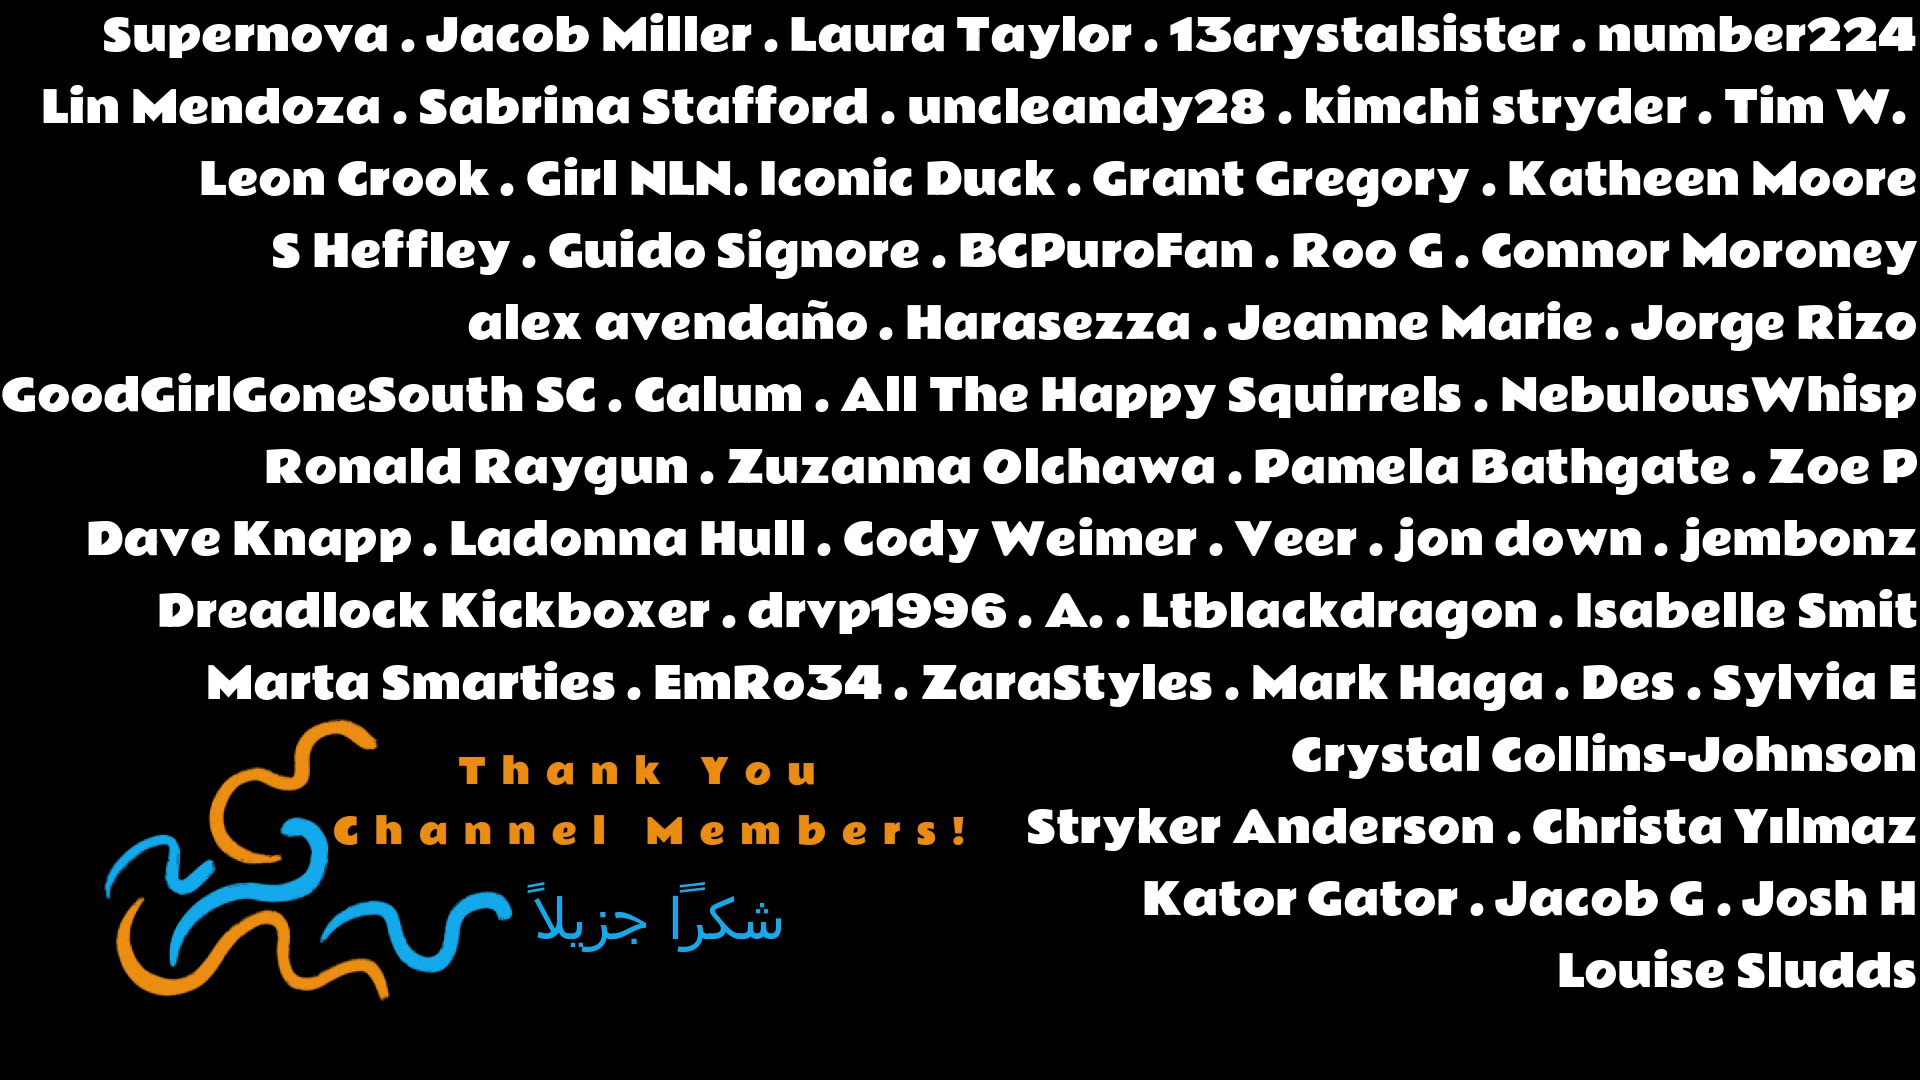 Supernova . Jacob Miller . Laura Taylor . 13crystalsister . number224
Lin Mendoza . Sabrina Stafford . uncleandy28 . kimchi stryder . Tim W.
Leon Crook . Girl NLN. Iconic Duck . Grant Gregory . Katheen Moore
S Heffley . Guido Signore . BCPuroFan . Roo G . Connor Moroney
alex avendaño . Harasezza . Jeanne Marie . Jorge Rizo
GoodGirlGoneSouth SC . Calum . All The Happy Squirrels . NebulousWhisp
Ronald Raygun . Zuzanna Olchawa . Pamela Bathgate . Zoe P
Dave Knapp . Ladonna Hull . Cody Weimer . Veer . jon down . jembonz
Dreadlock Kickboxer . drvp1996 . A. . Ltblackdragon . Isabelle Smit
Marta Smarties . EmRo34 . ZaraStyles . Mark Haga . Des . Sylvia E
Crystal Collins-Johnson
Stryker Anderson . Christa Yılmaz
Kator Gator . Jacob G . Josh H
Louise Sludds
Thank You
Channel Members!
شكرًا جزيلاً